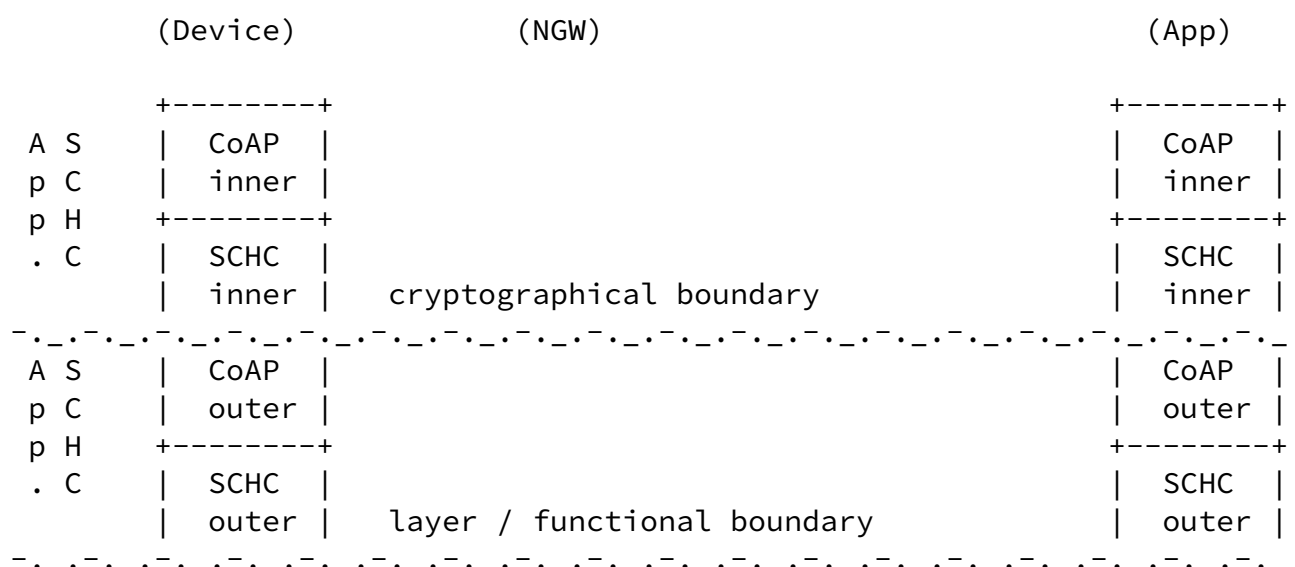 (Device) (NGW) (App)
+--------+ +--------+
A S | CoAP | | CoAP |
p C | inner | | inner |
p H +--------+ +--------+
. C | SCHC | | SCHC |
| inner | cryptographical boundary | inner |
-._.-._.-._.-._.-._.-._.-._.-._.-._.-._.-._.-._.-._.-._.-._.-._.-._.-._
A S | CoAP | | CoAP |
p C | outer | | outer |
p H +--------+ +--------+
. C | SCHC | | SCHC |
| outer | layer / functional boundary | outer |
-. .-. .-. .-. .-. .-. .-. .-. .-. .-. .-. .-. .-. .-. .-. .-. .-. .-.